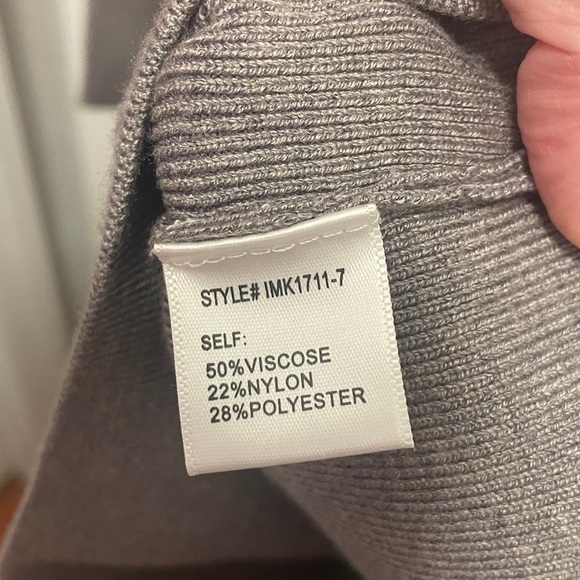 STYLE# IMK1711-7
SELF:
50%VISCOSE
22%NYLON
28%POLYESTER